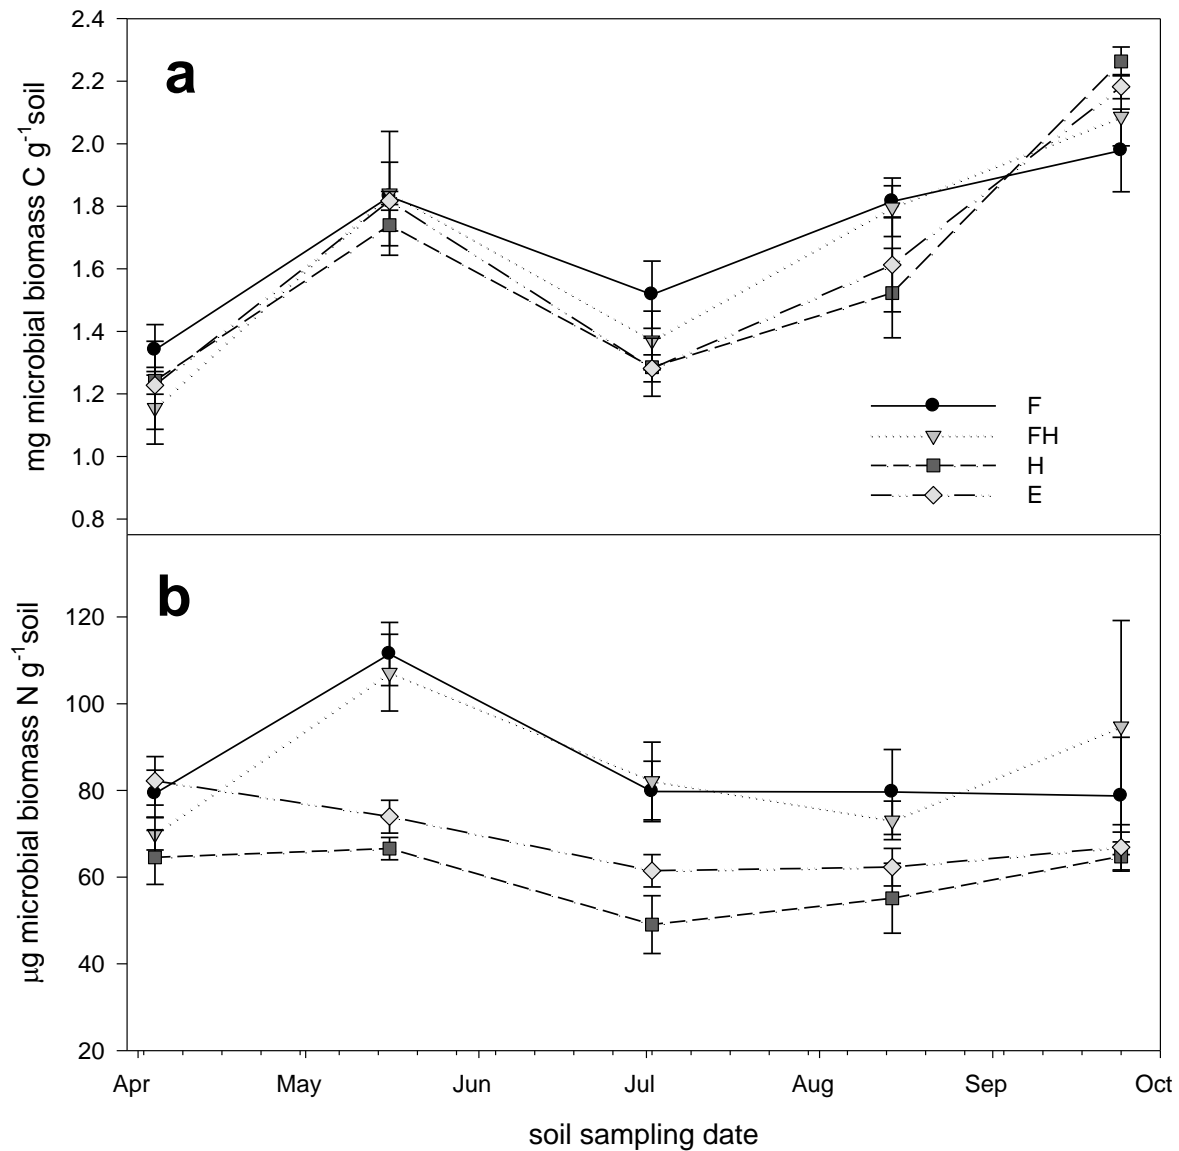 a
mg microbial biomass C g-1soil
2.4
2.2
2.0
1.8
1.6
1.4
1.2
1.0
0.8
F
FH
H
E
b
µg microbial biomass N g-1soil
120
100
80
60
40
20
Apr May Jun Jul Aug Sep Oct
soil sampling date